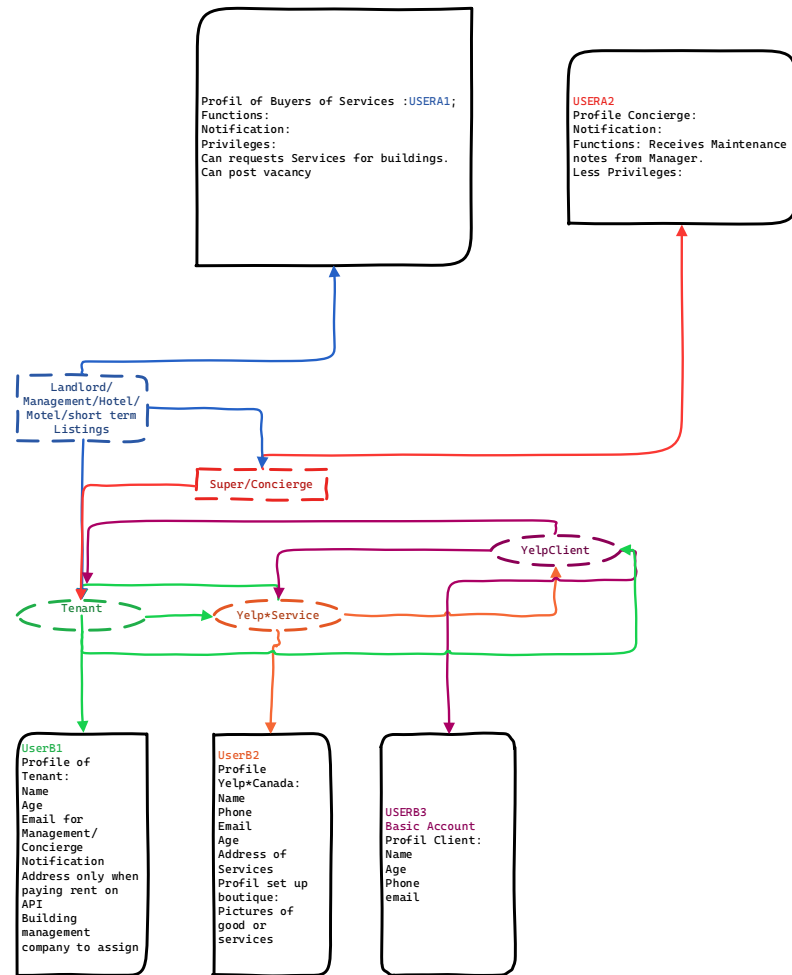 Profil of Buyers of Services :USERA1;
Functions:
Notification:
Privileges:
Can requests Services for buildings.
Can post vacancy
USERA2
Profile Concierge:
Notification:
Functions: Receives Maintenance
notes from Manager.
Less Privileges:
Landlord/
Management/Hotel/
Motel/short term
Listings
Super/Concierge
YelpClient
Tenant
Yelp*Service
UserB1
Profile of
Tenant:
Name
Age
Email for
Management/
Concierge
Notification
Address only when
paying rent on
API
Building
management
company to assign
UserB2
Profile
Yelp*Canada:
Name
Phone
Email
Age
Address of
Services
Profil set up
boutique:
Pictures of
good or
services
USERB3
Basic Account
Profil Client:
Name
Age
Phone
email